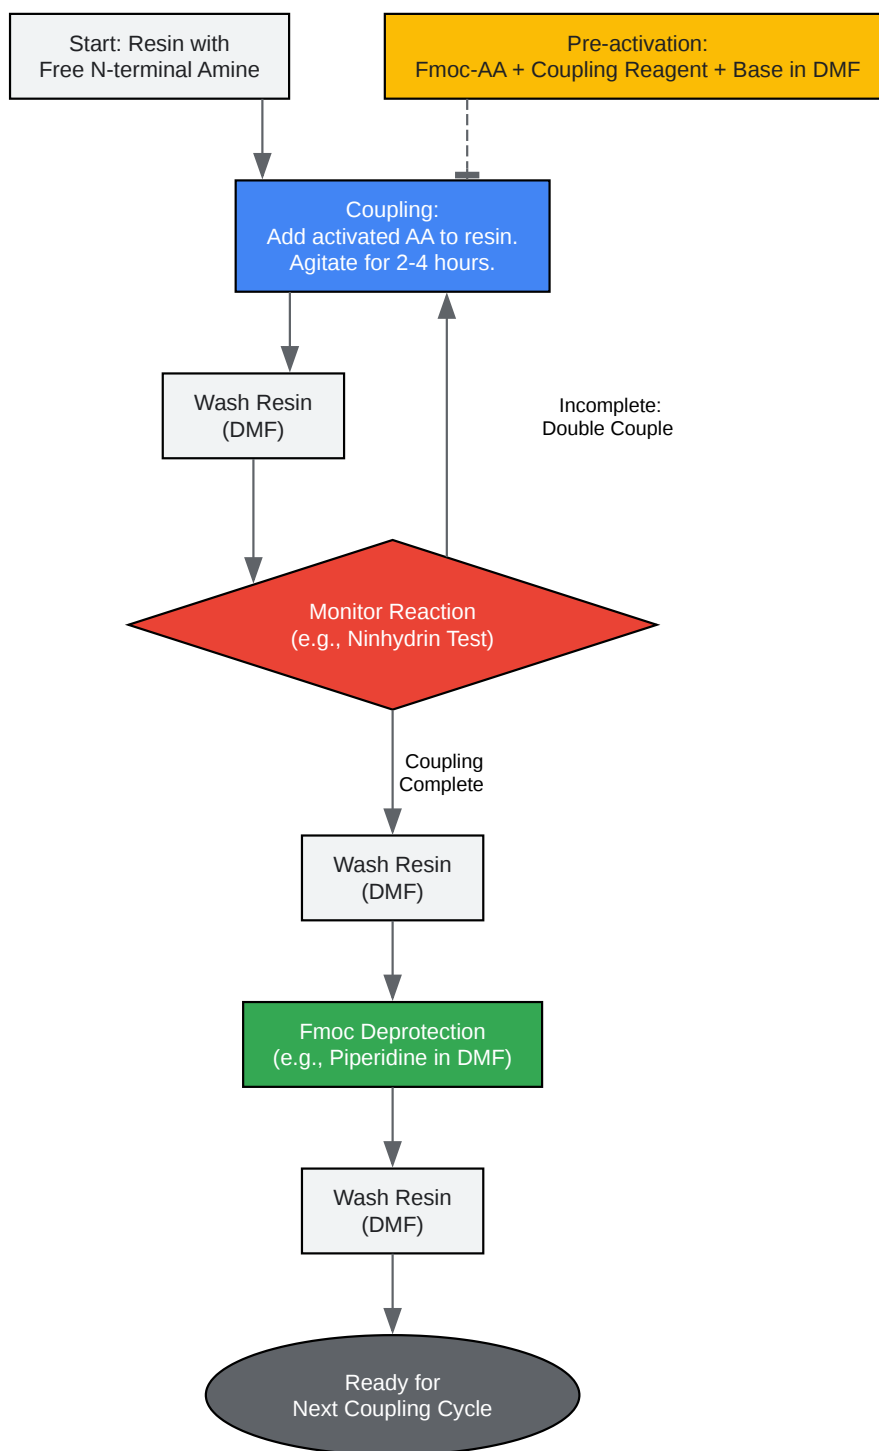 Start: Resin with
Free N-terminal Amine
Pre-activation:
Fmoc-AA + Coupling Reagent + Base in DMF
Coupling:
Add activated AA to resin.
Agitate for 2-4 hours.
Wash Resin
(DMF)
Incomplete:
Double Couple
Monitor Reaction
(e.g., Ninhydrin Test)
Coupling
Complete
Wash Resin
(DMF)
Fmoc Deprotection
(e.g., Piperidine in DMF)
Wash Resin
(DMF)
Ready for
Next Coupling Cycle